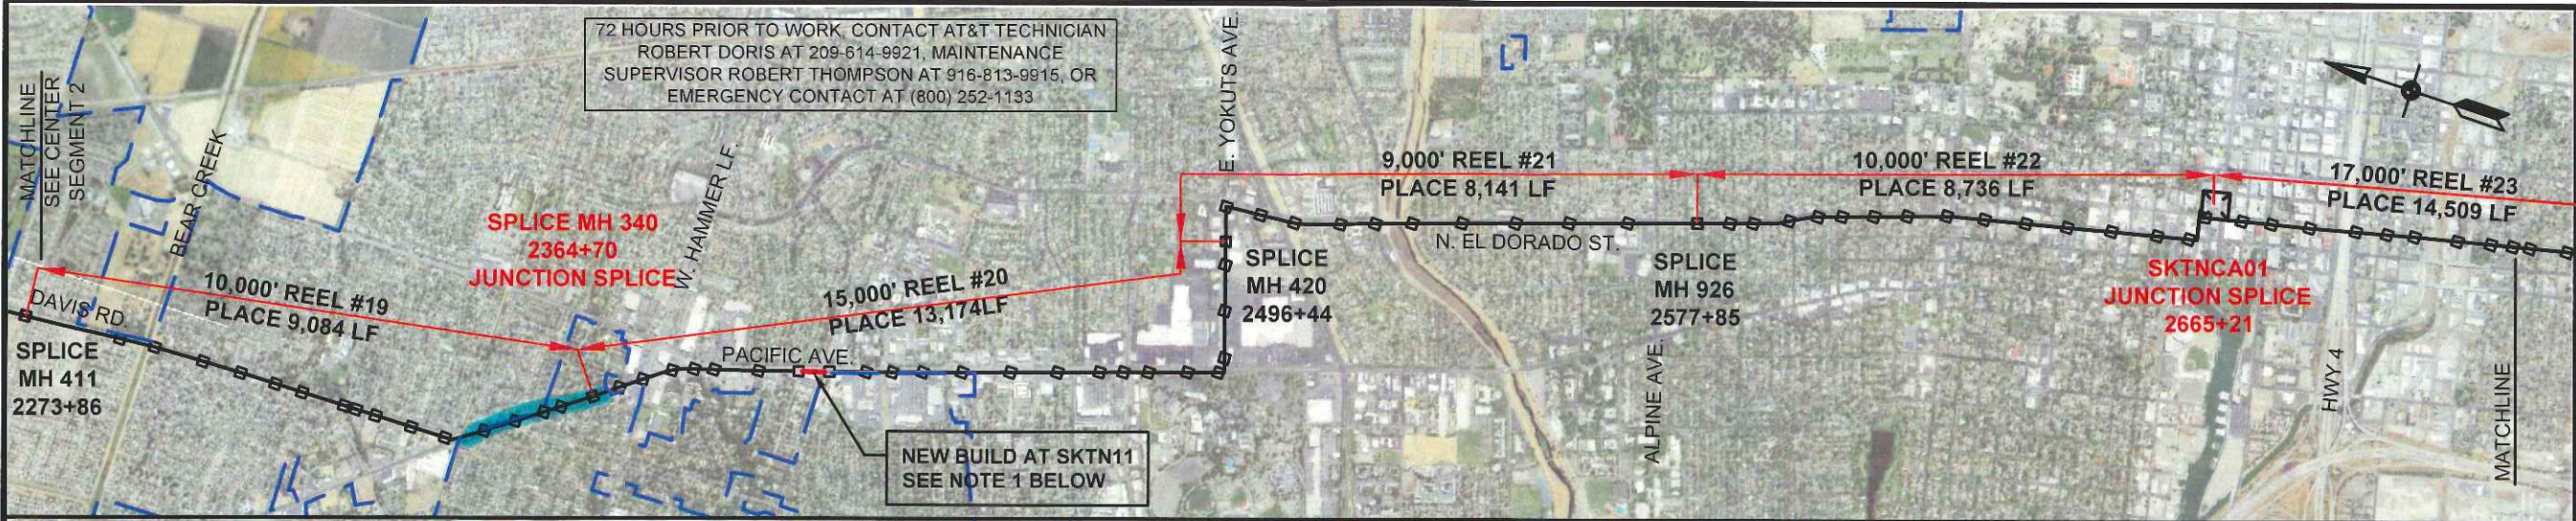 72 HOURS PRIOR TO WORK, CONTACT AT&T TECHNICIAN
ROBERT DORIS AT 209-614-9921, MAINTENANCE
SUPERVISOR ROBERT THOMPSON AT 916-813-9915, OR
EMERGENCY CONTACT AT (800) 252-1133
MATCHLINE
SEE CENTER
SEGMENT 2
BEAR CREEK
DAVIS RD.
SPLICE
MH 411
2273+86
10,000' REEL #19
PLACE 9,084 LF
SPLICE MH 340
2364+70
JUNCTION SPLICE
W. HAMMER LF.
15,000' REEL #20
PLACE 13,174LF
PACIFIC AVE.
NEW BUILD AT SKTN11
SEE NOTE 1 BELOW
E. YOKUTS AVE.
SPLICE
MH 420
2496+44
9,000' REEL #21
PLACE 8,141 LF
N. EL DORADO ST.
SPLICE
MH 926
2577+85
ALPINE AVE.
10,000' REEL #22
PLACE 8,736 LF
SKTNCA01
JUNCTION SPLICE
2665+21
17,000' REEL #23
PLACE 14,509 LF
HWY 4
MATCHLINE